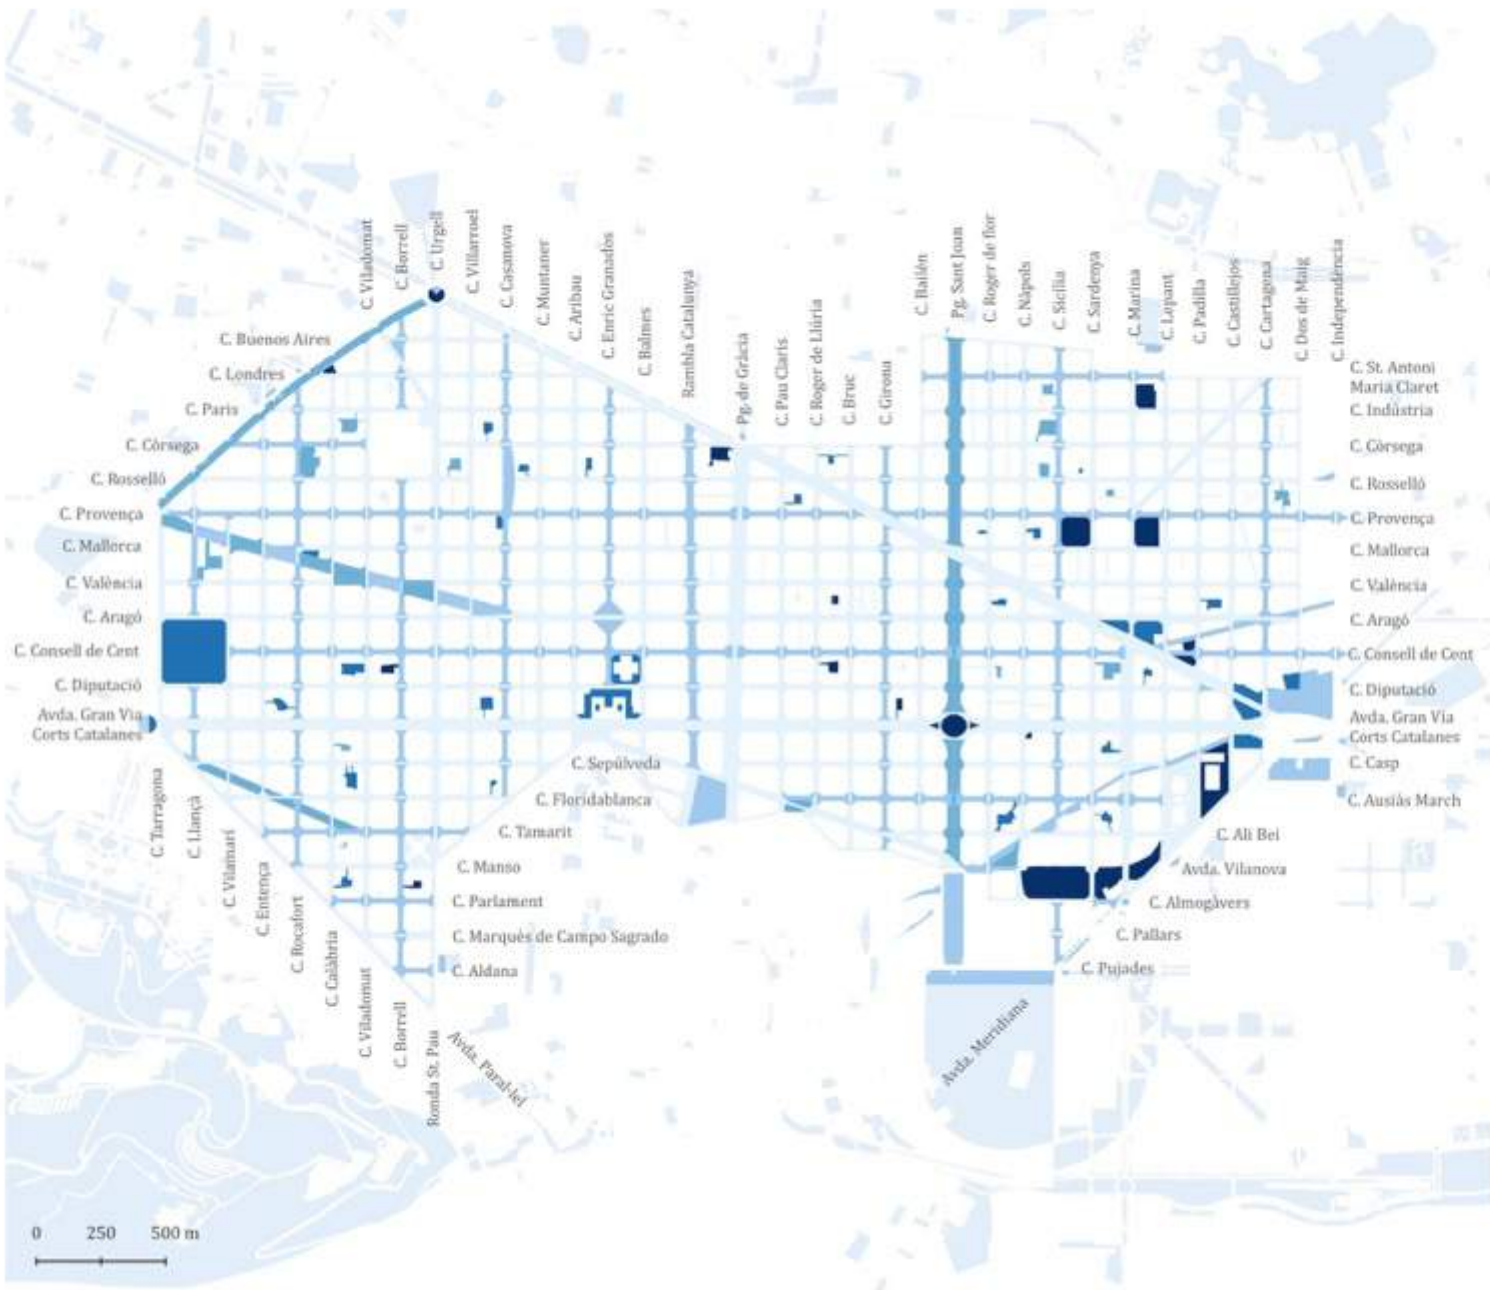 C. Viladomat
C. Borrell
C. Urgell
C. Villarroel
C. Casanova
C. Muntaner
C. Aribau
C. Enric Granados
C. Balmes
Rambla Catalunya
Pg. de Gràcia
C. Pau Claris
C. Roger de Llúria
C. Bruc
C. Girona
C. Bailén
Pg. Sant Joan
C. Roger de flor
C. Nàpols
C. Sicília
C. Sardenya
C. Marina
C. Lepant
C. Padilla
C. Castillejos
C. Cartagena
C. Dos de Maig
C. Independència
C. Buenos Aires
C. Londres
C. Paris
C. Còrsega
C. Rosselló
C. Provença
C. Mallorca
C. València
C. Aragó
C. Consell de Cent
C. Diputació
Avda. Gran Via
Corts Catalanes
C. St. Antoni
Maria Claret
C. Indústria
C. Còrsega
C. Rosselló
C. Provença
C. Mallorca
C. València
C. Aragó
C. Consell de Cent
C. Diputació
Avda. Gran Via
Corts Catalanes
C. Casp
C. Ausiàs March
C. Ali Bei
Avda. Vilanova
C. Almogàvers
C. Pallars
C. Pujades
Avda. Meridiana
C. Sepúlveda
C. Floridablanca
C. Tamarit
C. Manso
C. Parlament
C. Marquès de Campo Sagrado
C. Aldana
C. Tarragona
C. Llançà
C. Vilamarí
C. Entença
C. Rocafort
C. Calàbria
C. Viladomat
C. Borrell
Ronda St. Pau
Avda. Paral·lel
0 250 500 m